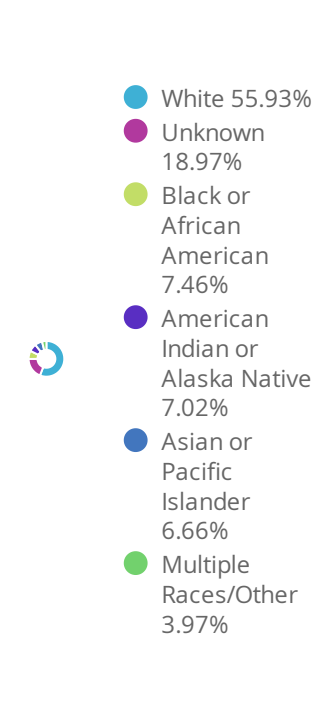 White 55.93%
Unknown
18.97%
Black or
African
American
7.46%
American
Indian or
Alaska Native
7.02%
Asian or
Pacific
Islander
6.66%
Multiple
Races/Other
3.97%